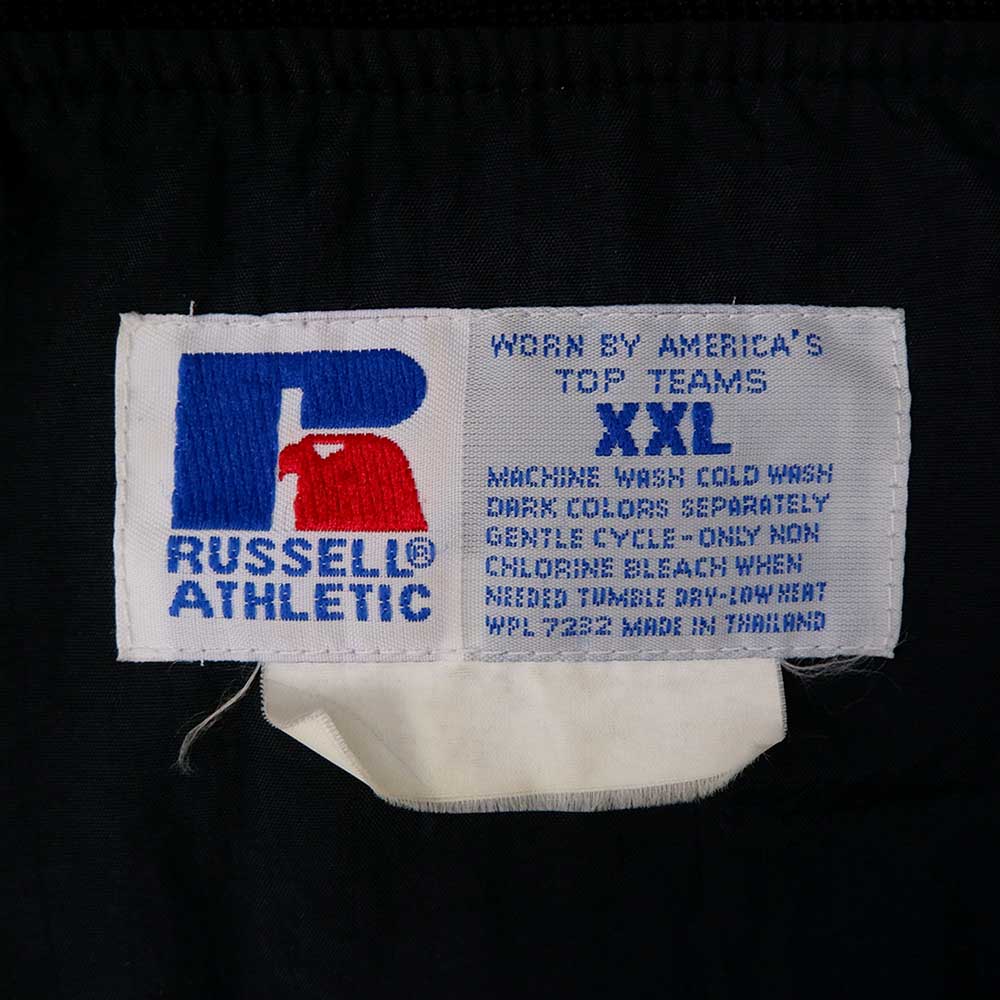 RUSSELL®
ATHLETIC
WORN BY AMERICA'S
TOP TEAMS
XXL
MACHINE WASH COLD WASH
DARK COLORS SEPARATELY
GENTLE CYCLE-ONLY NON
CHLORINE BLEACH WHEN
NEEDED TUMBLE DRY-LOW HEAT
WPL 7232 MADE IN THAILAND